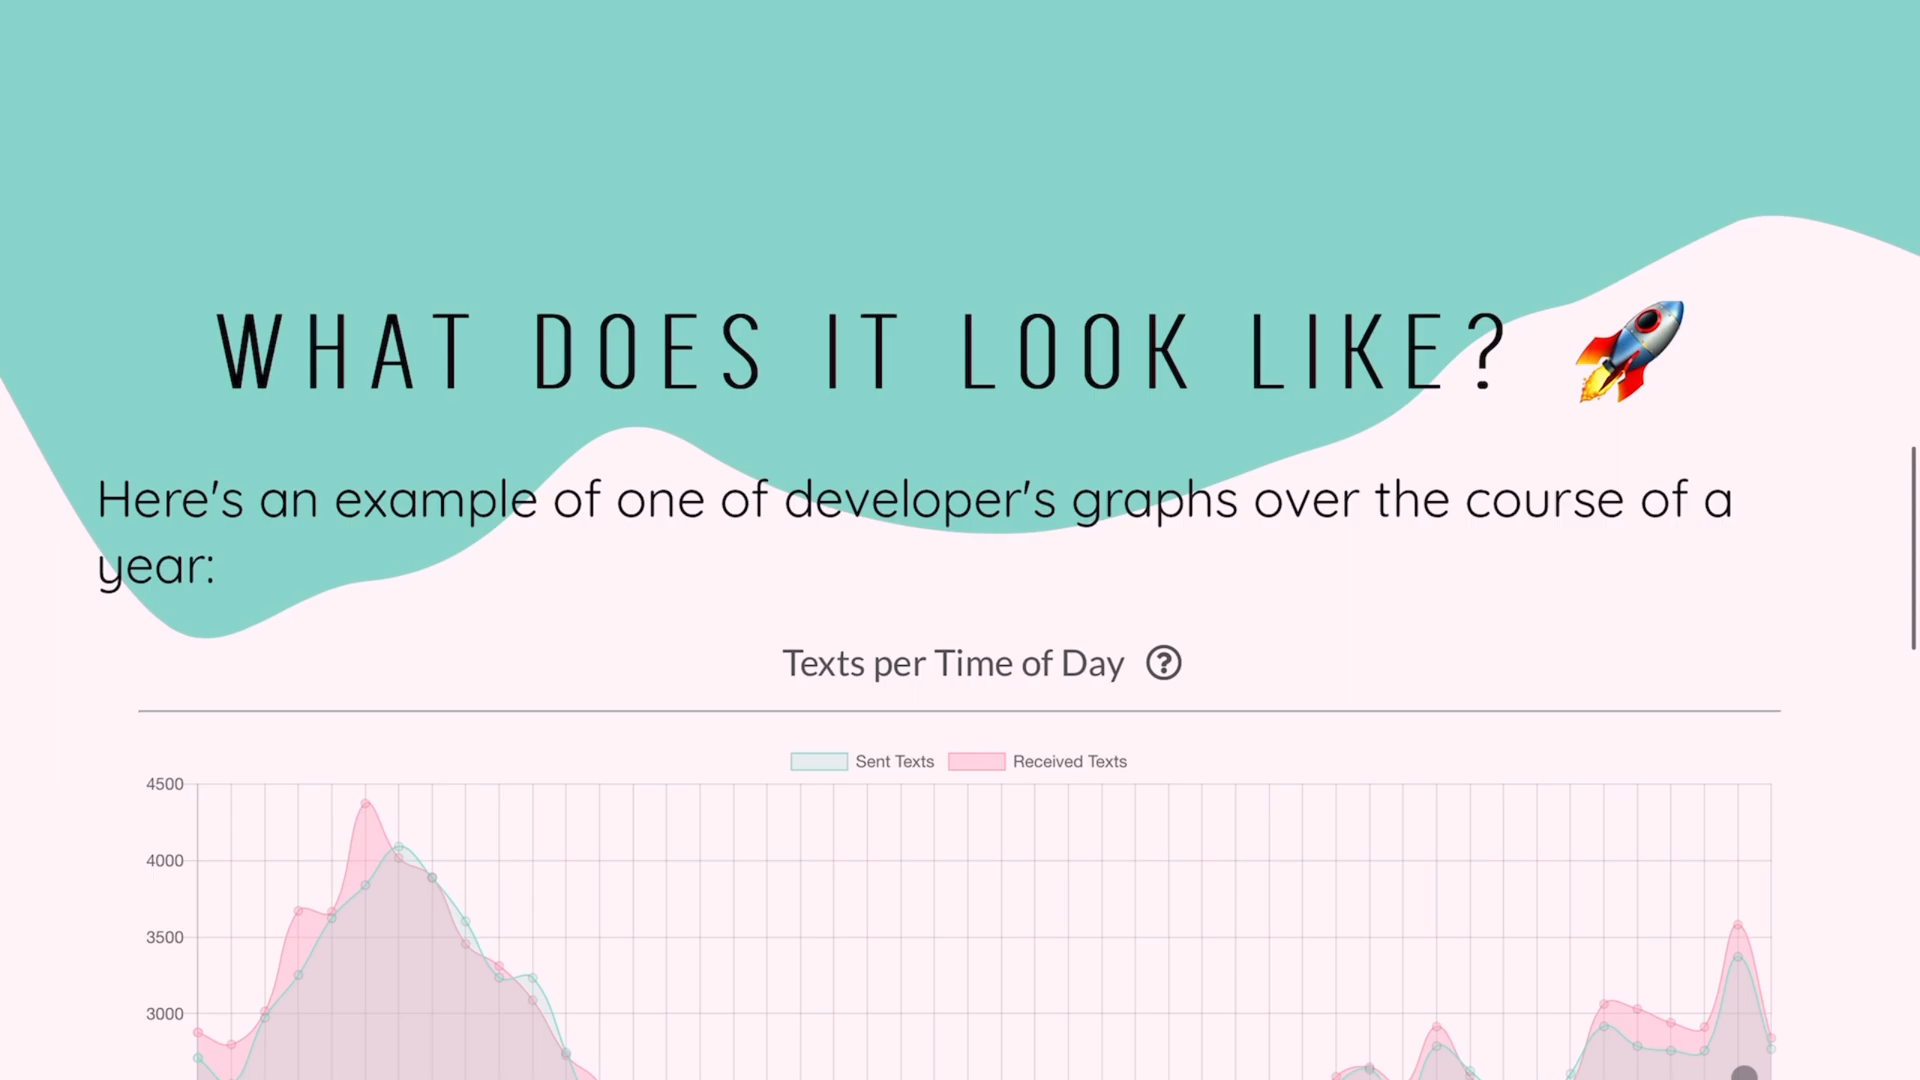 WHAT DOES IT LOOK LIKE? 🚀
Here's an example of one of developer's graphs over the course of a
year:
Texts per Time of Day ?
Sent Texts Received Texts
4500
4000
3500
3000